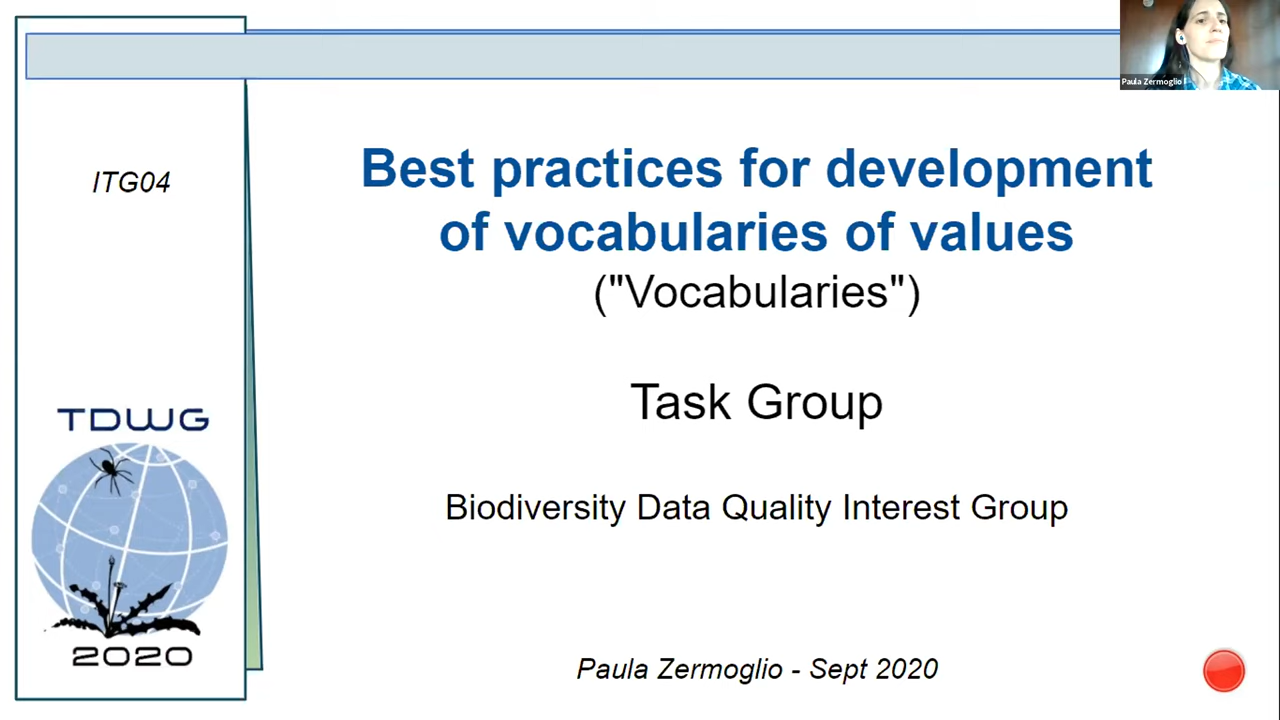 Paula Zermoglio
ITG04
Best practices for development
of vocabularies of values
("Vocabularies")
Task Group
Biodiversity Data Quality Interest Group
TDWG
2020
Paula Zermoglio - Sept 2020